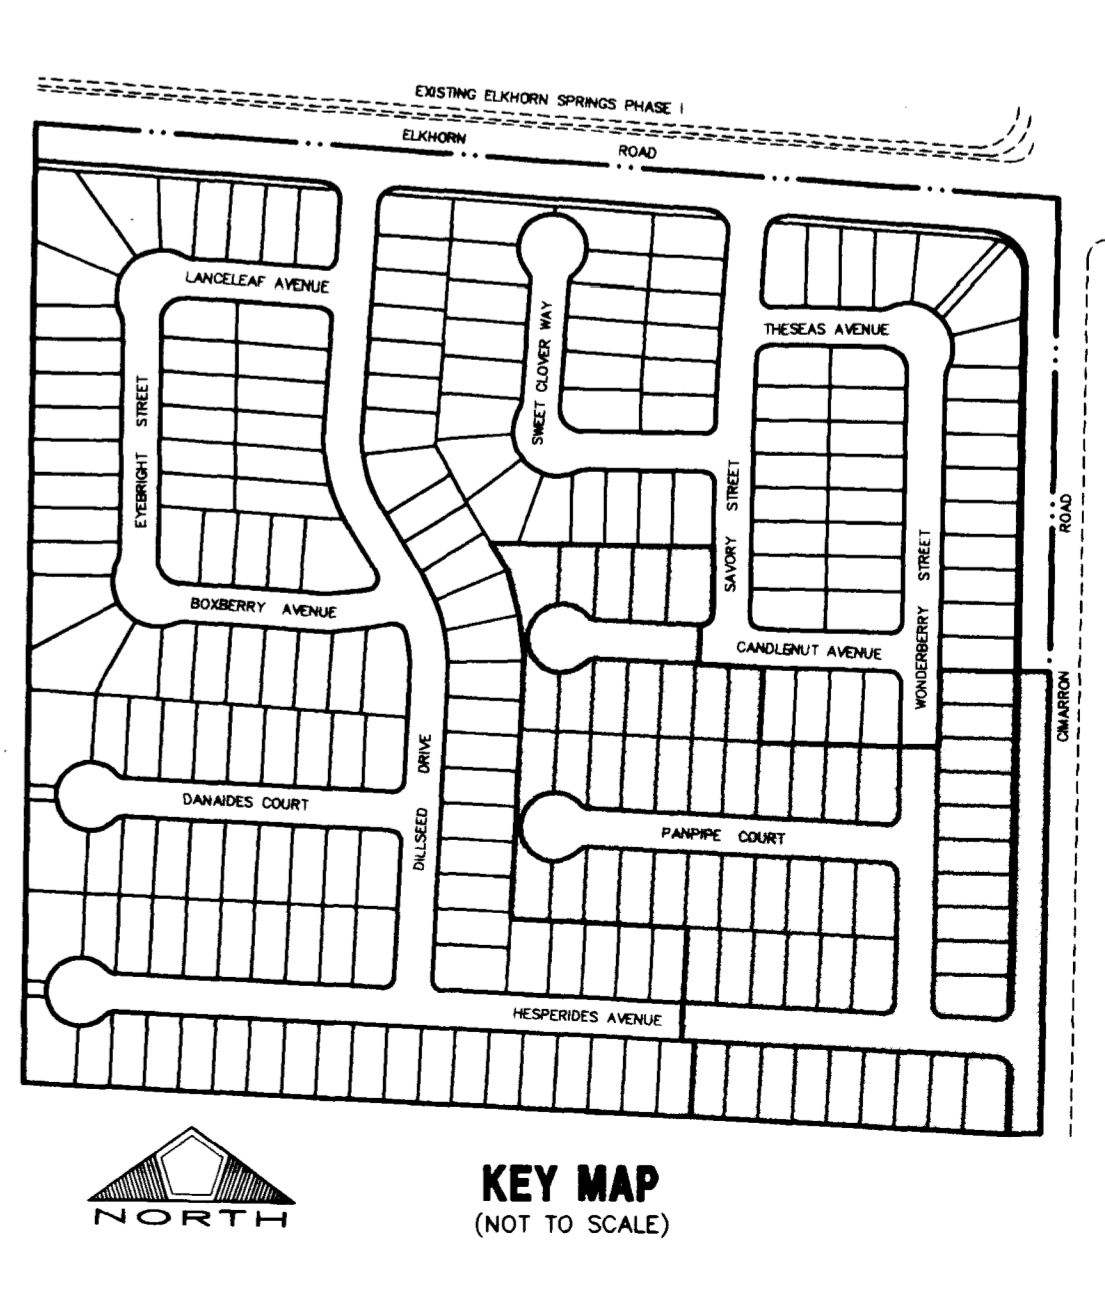 EXISTING ELKHORN SPRINGS PHASE I
ELKHORN ROAD
LANCELEAF AVENUE
SWEET CLOVER WAY
THESEAS AVENUE
EYEBRIGHT STREET
SAVORY STREET
WONDERBERRY STREET
CIMARRON ROAD
BOXBERRY AVENUE
CANDLENUT AVENUE
DILLSEED DRIVE
DANAIDES COURT
PANPIPE COURT
HESPERIDES AVENUE
NORTH
KEY MAP
(NOT TO SCALE)